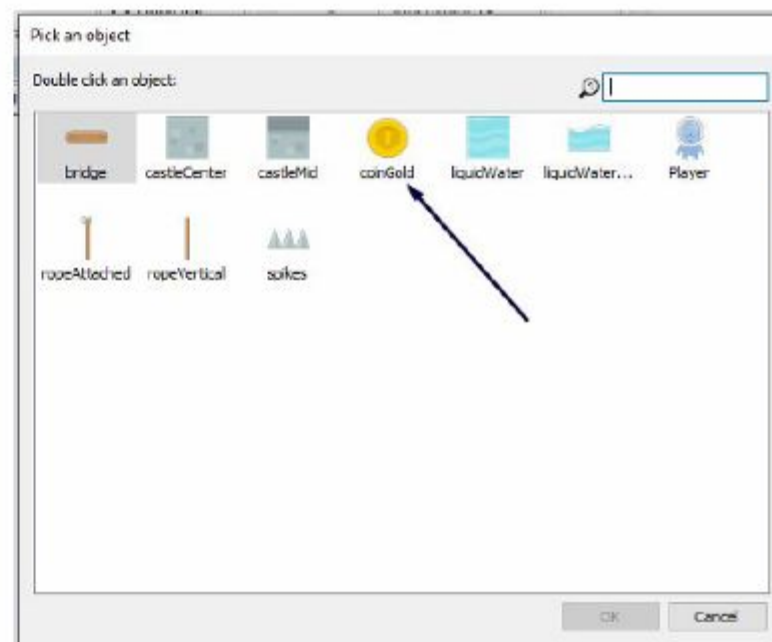 Pick an object
Double click an object:
bridge castleCenter castleMid coinGold liquidWater liquidWater... Player
ropeAttached ropeVertical spikes
OK Cancel